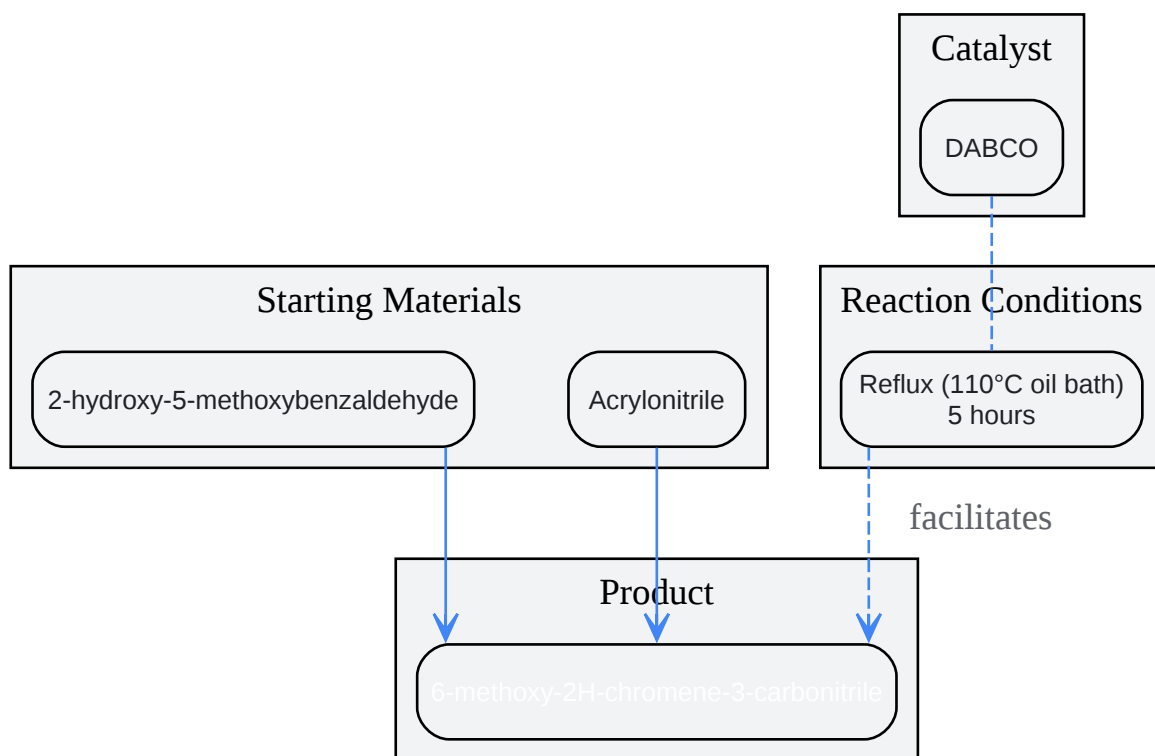 Catalyst
DABCO
Starting Materials
2-hydroxy-5-methoxybenzaldehyde
Acrylonitrile
Reaction Conditions
Reflux (110°C oil bath)
5 hours
facilitates
Product
6-methoxy-2H-chromene-3-carbonitrile